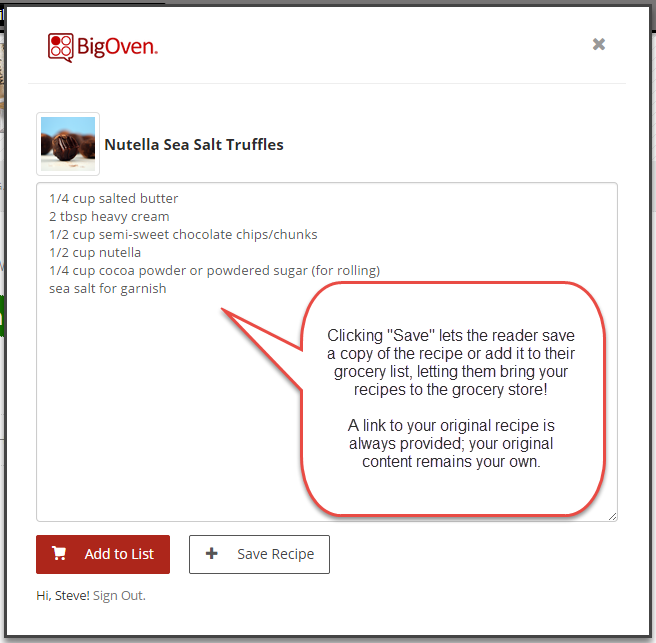 BigOven.
Nutella Sea Salt Truffles
1/4 cup salted butter
2 tbsp heavy cream
1/2 cup semi-sweet chocolate chips/chunks
1/2 cup nutella
1/4 cup cocoa powder or powdered sugar (for rolling)
sea salt for garnish
Clicking "Save" lets the reader save
a copy of the recipe or add it to their
grocery list, letting them bring your
recipes to the grocery store!
A link to your original recipe is
always provided; your original
content remains your own.
Add to List
Save Recipe
Hi, Steve! Sign Out.